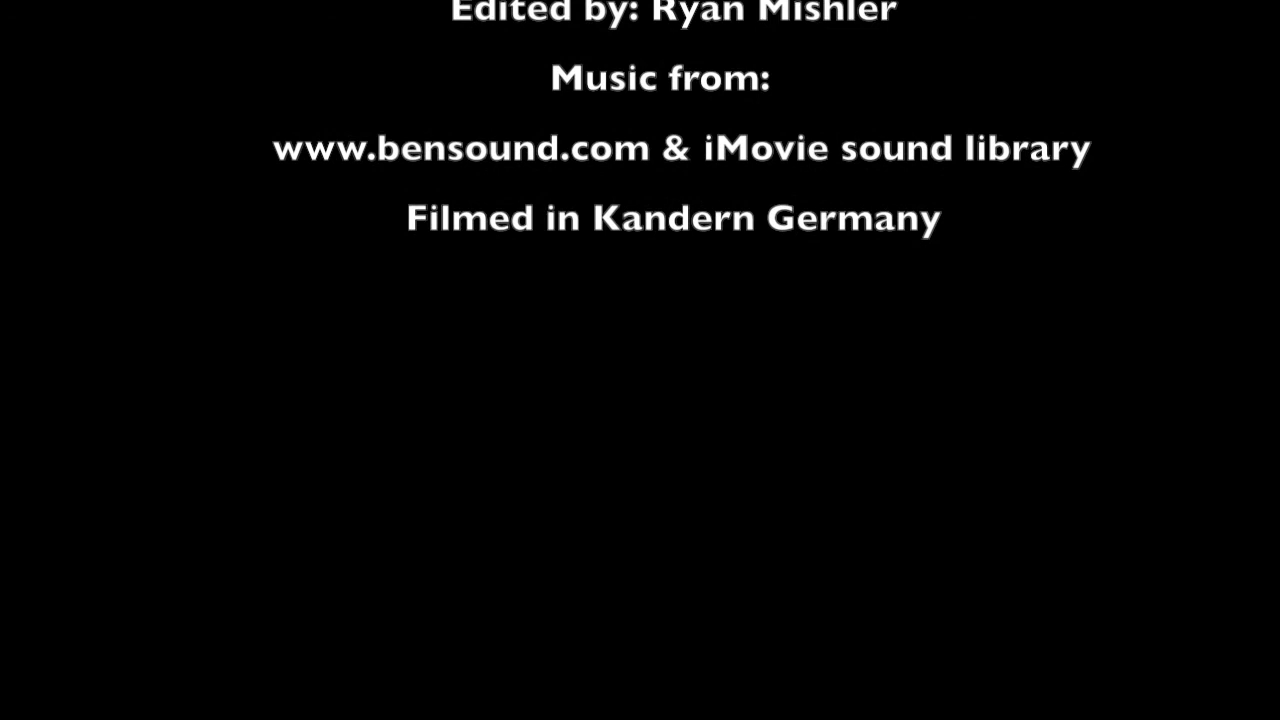 Edited by: Ryan Mishler
Music from:
www.bensound.com & iMovie sound library
Filmed in Kandern Germany